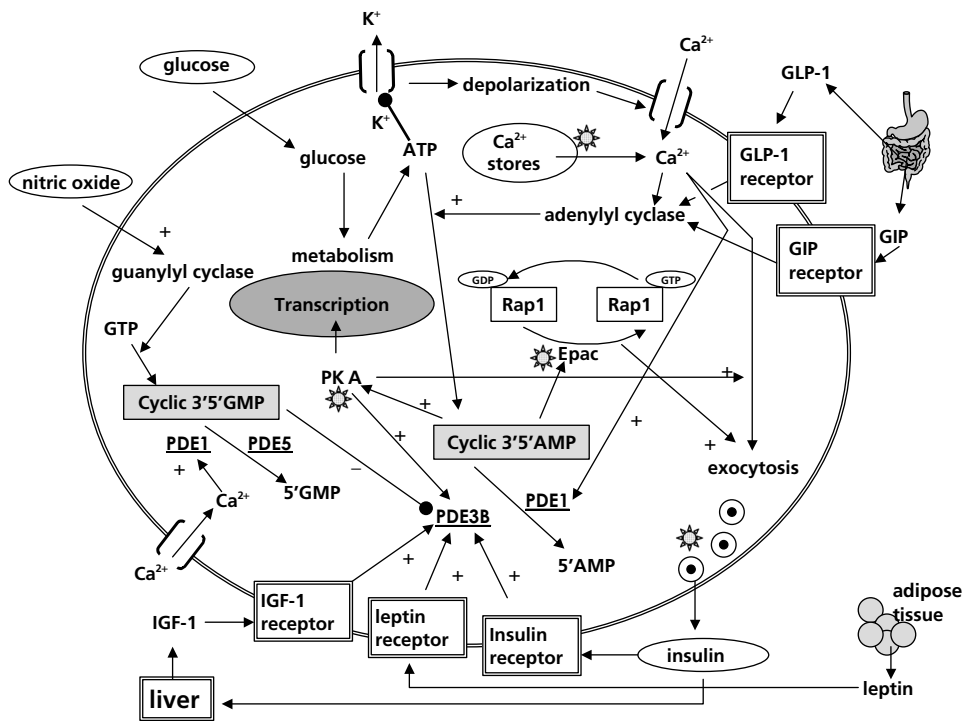 K⁺
glucose
depolarization
Ca²⁺
GLP-1
K⁺
ATP
glucose
Ca²⁺
stores
Ca²⁺
GLP-1
receptor
nitric oxide
+
+
adenylyl cyclase
GIP
GIP
receptor
guanylyl cyclase
metabolism
GDP
GTP
Rap1
Rap1
Transcription
GTP
Epac
PK A
+
+
Cyclic 3'5'GMP
+
+
Cyclic 3'5'AMP
+
exocytosis
PDE1
PDE5
+
–
5'GMP
Ca²⁺
PDE1
PDE3B
Ca²⁺
+
+
+
5'AMP
IGF-1
IGF-1
receptor
leptin
receptor
Insulin
receptor
insulin
adipose
tissue
leptin
liver